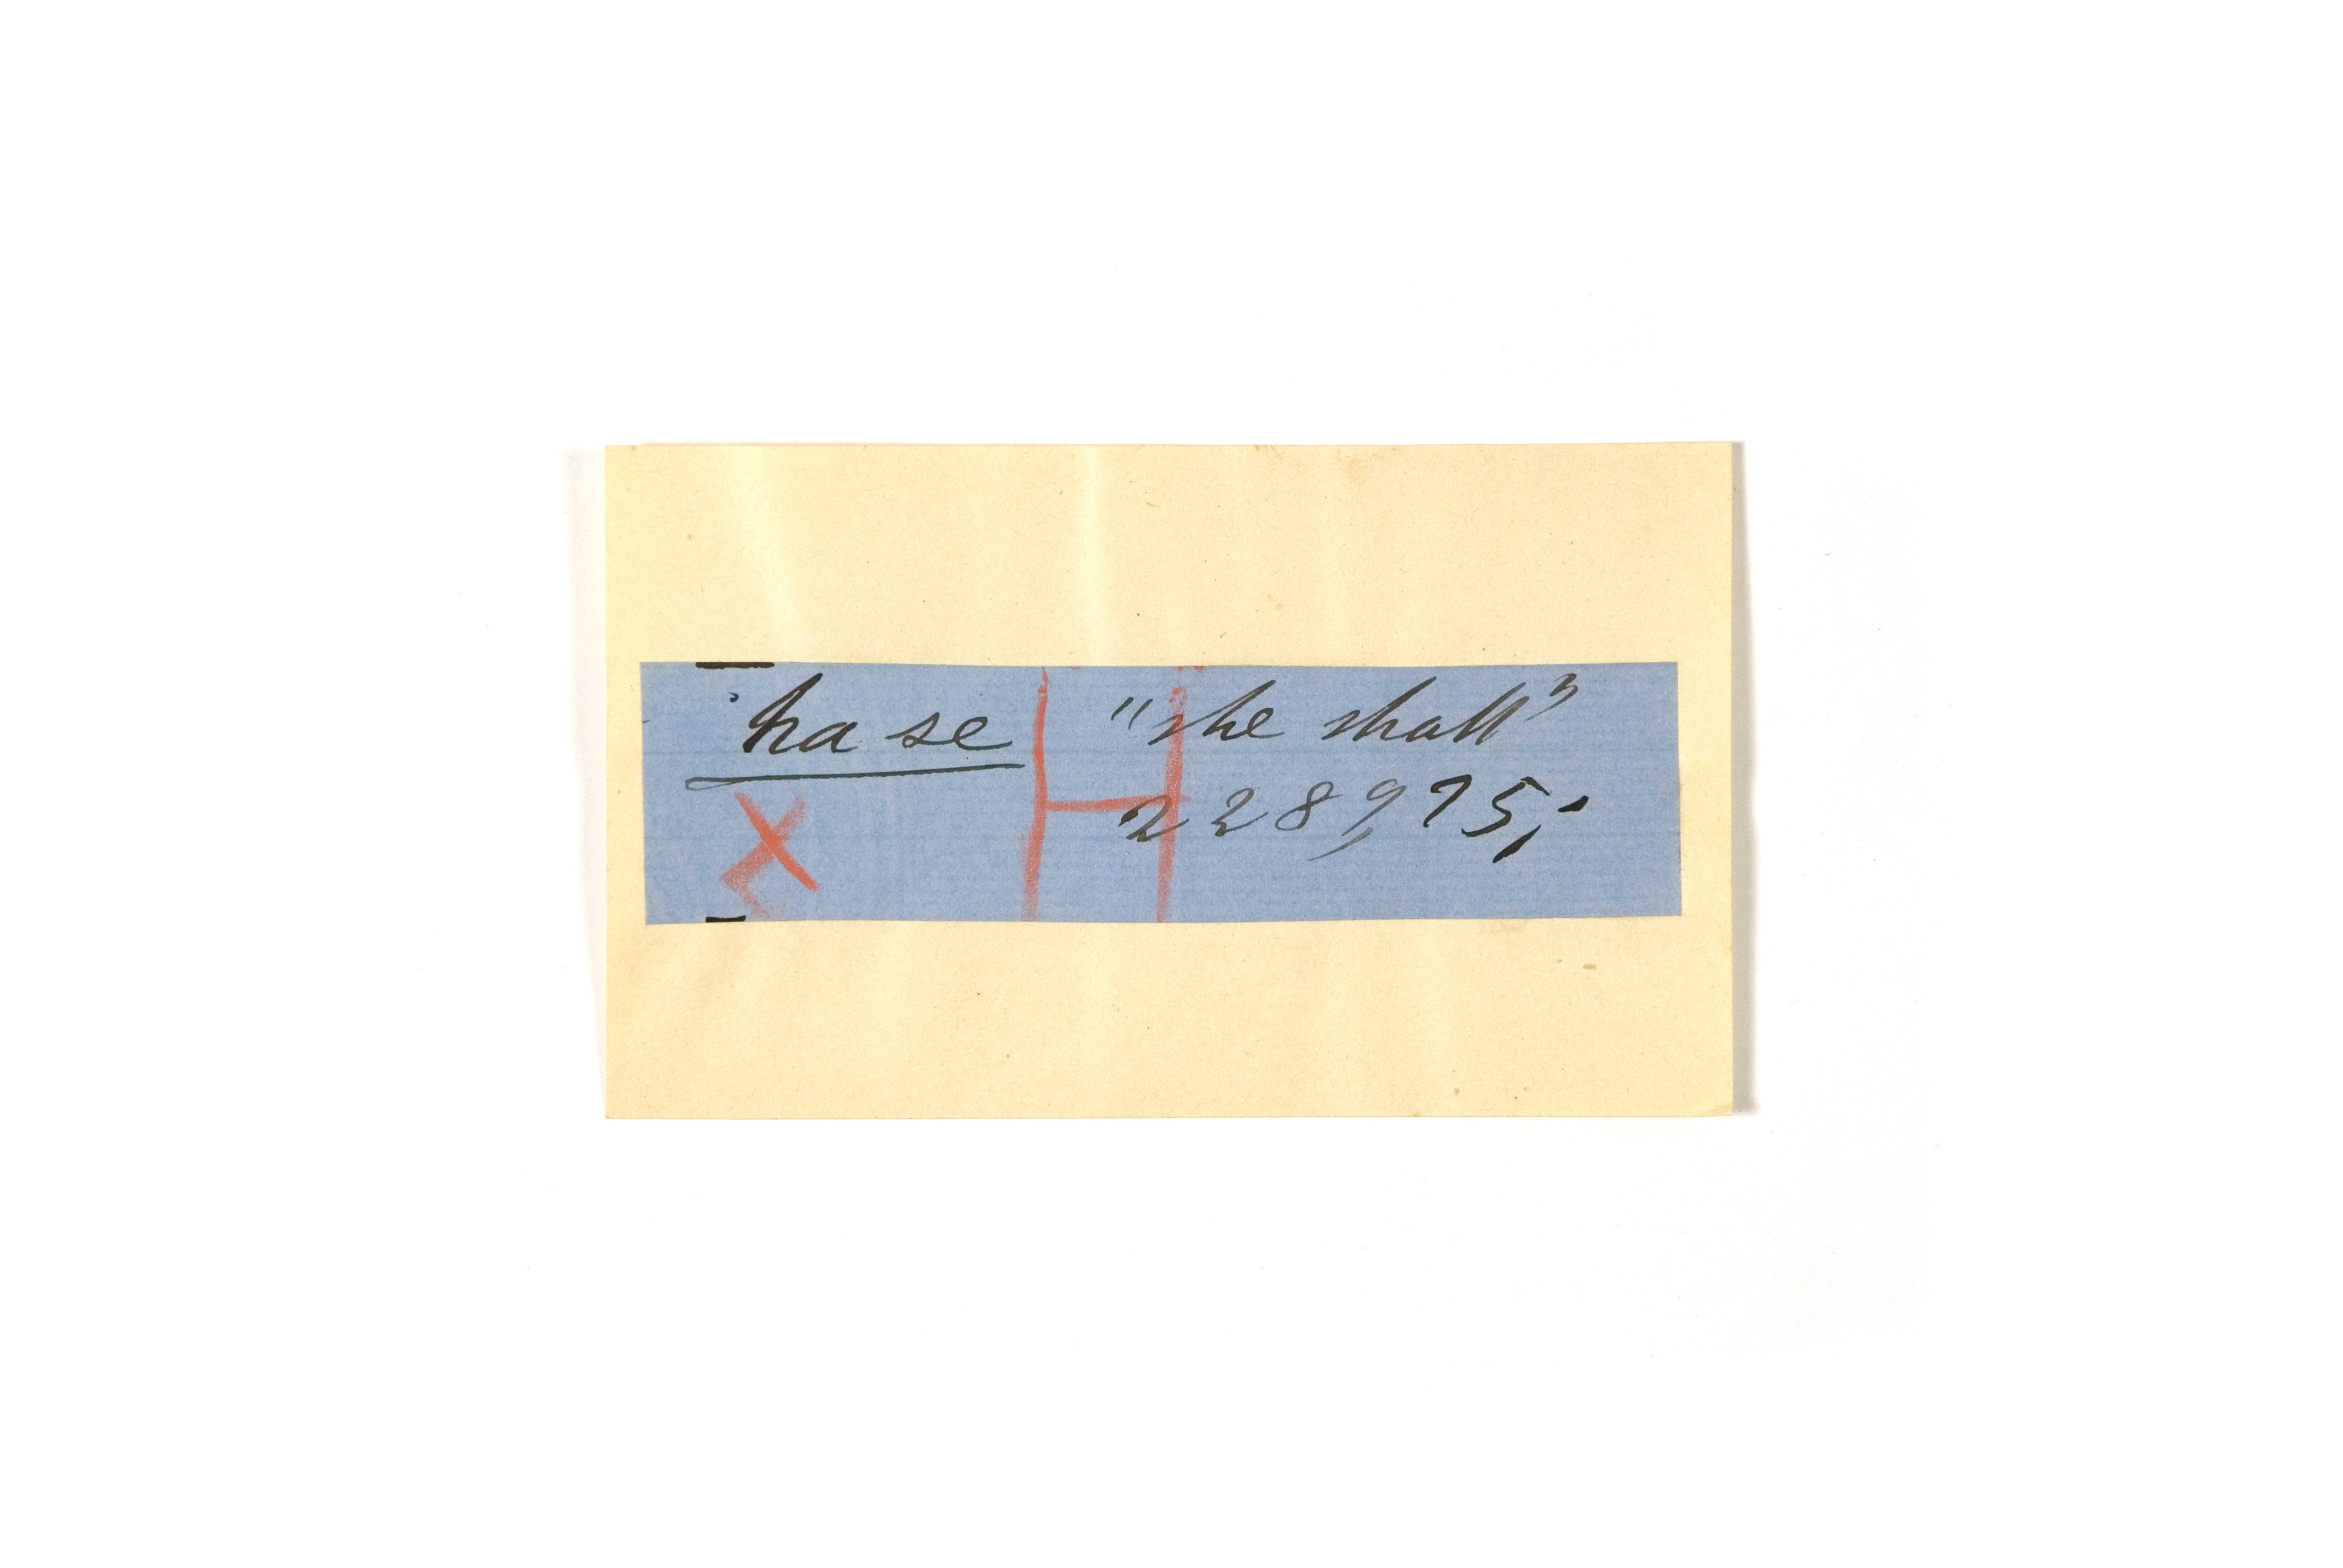 ha se "she shall"
X H 228975,-